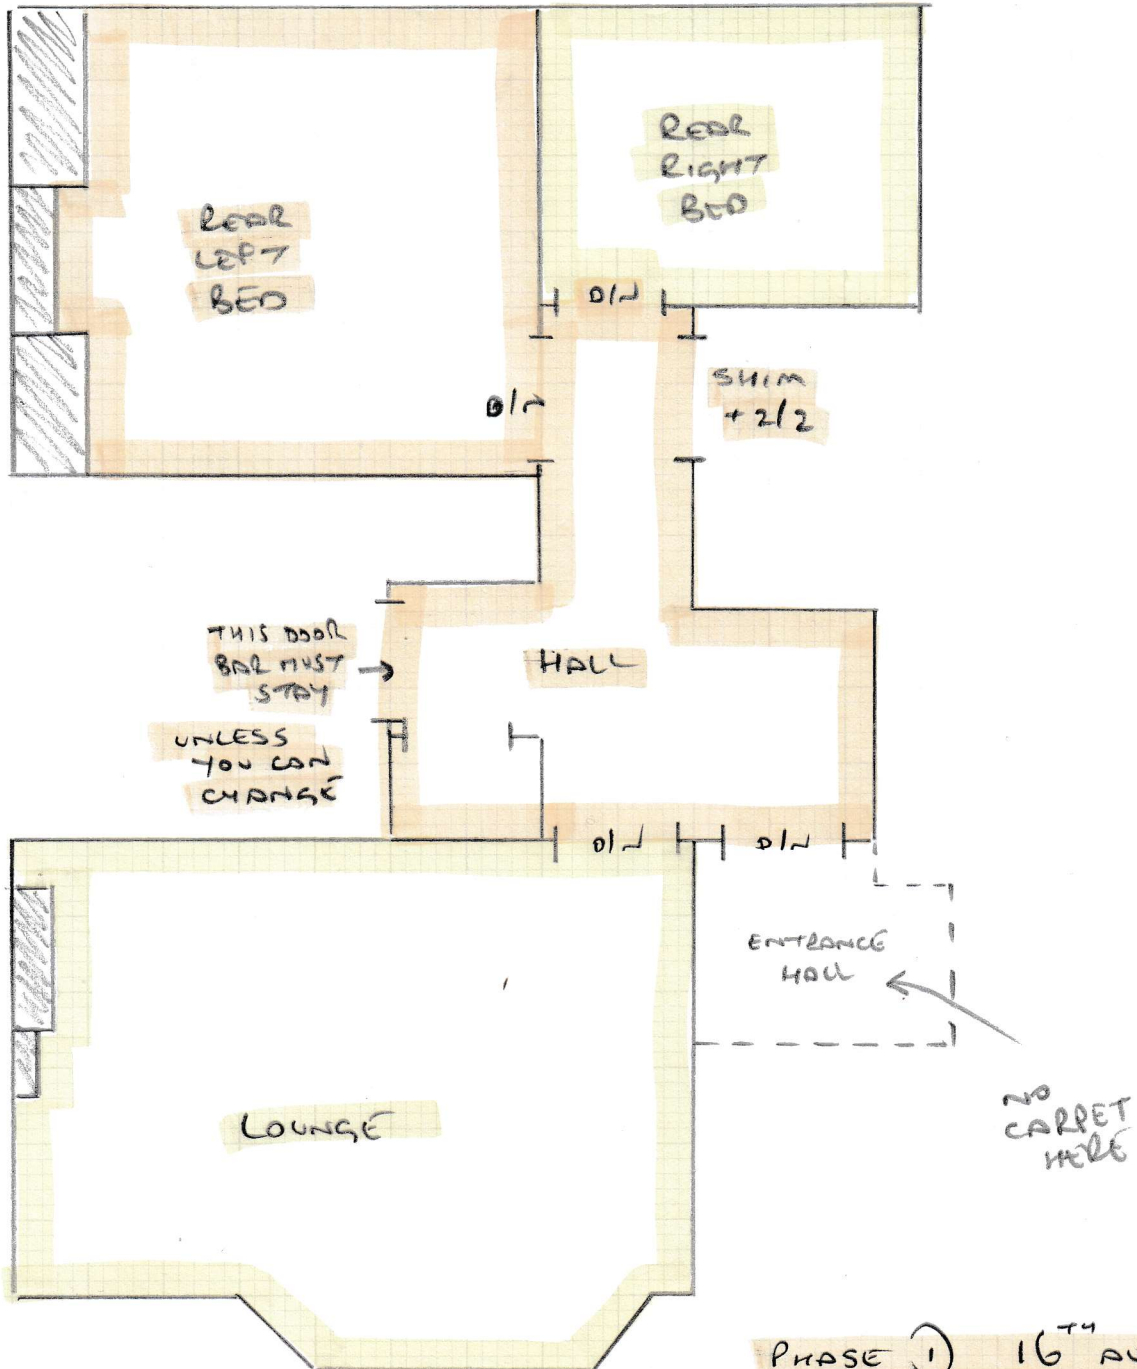 REAR
RIGHT
BED
REAR
LEFT
BED
D/N
SHIM
+ 2/2
D/N
THIS DOOR
BAR MUST
STAY
HALL
UNLESS
YOU CAN
CHANGE
D/N
D/N
ENTRANCE
HALL
NO
CARPET
HERE
LOUNGE
PHASE ① 16TH